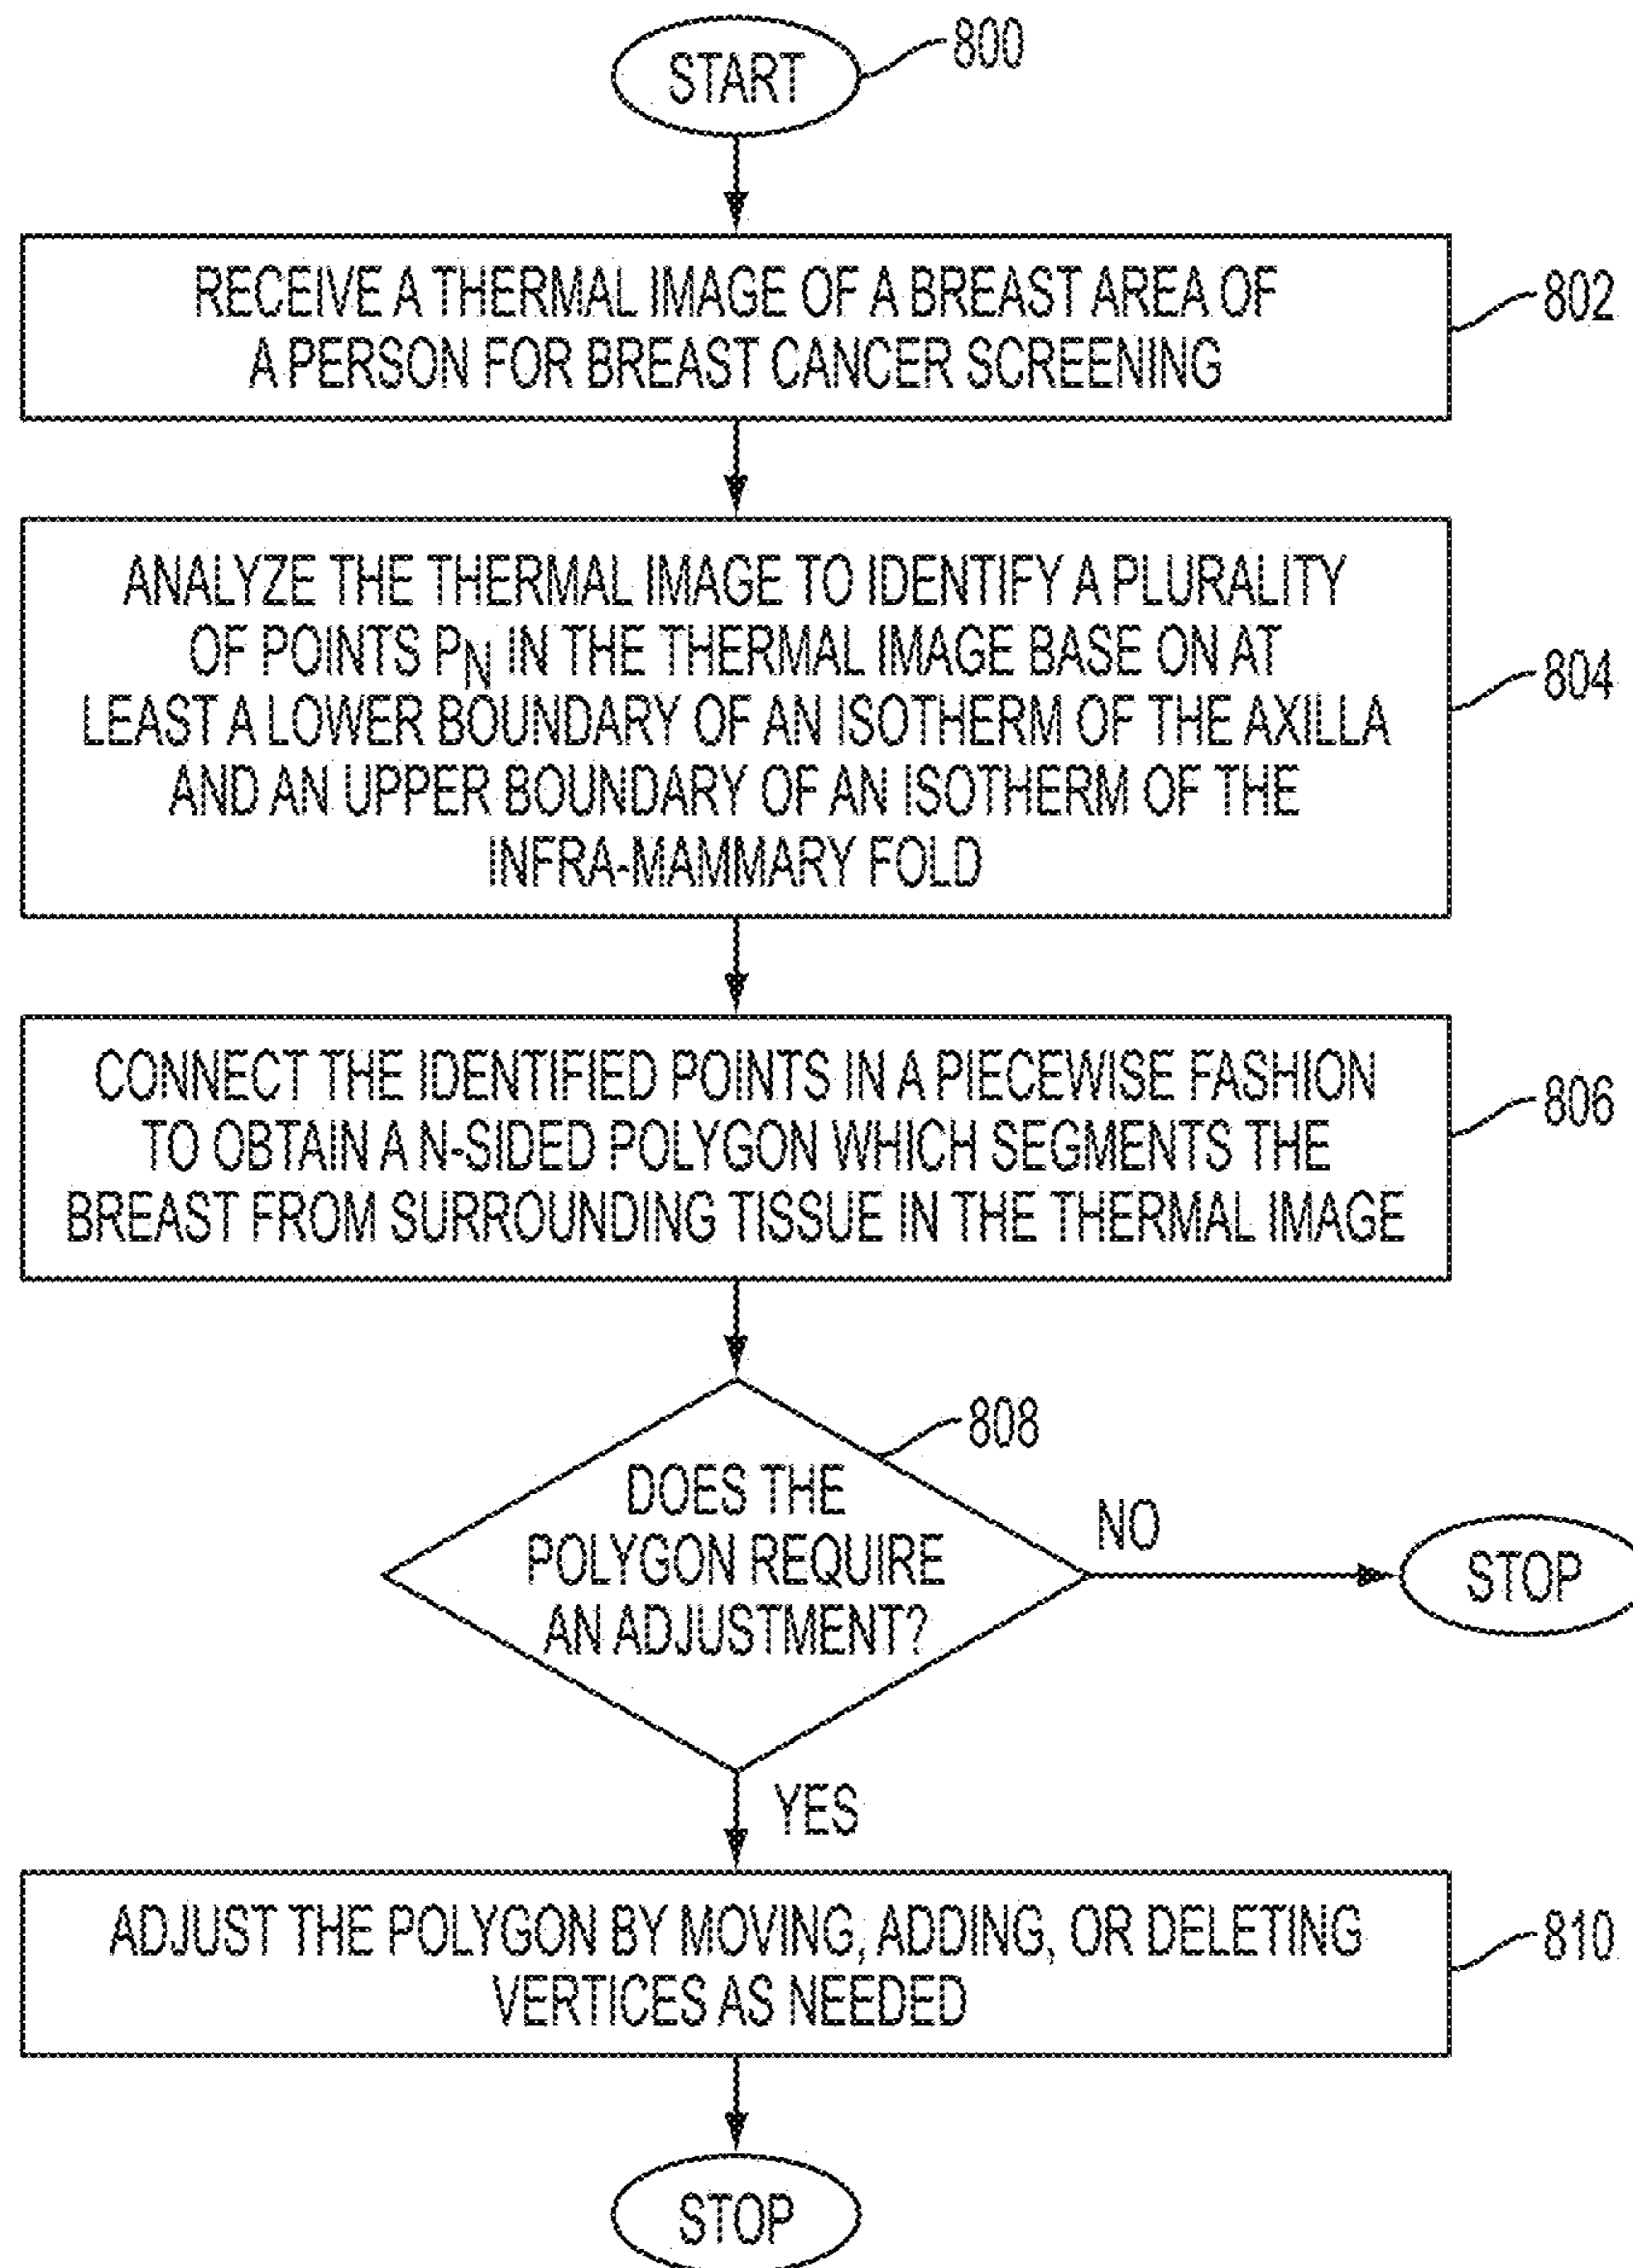 START
800
RECEIVE A THERMAL IMAGE OF A BREAST AREA OF
A PERSON FOR BREAST CANCER SCREENING
802
ANALYZE THE THERMAL IMAGE TO IDENTIFY A PLURALITY
OF POINTS PN IN THE THERMAL IMAGE BASE ON AT
LEAST A LOWER BOUNDARY OF AN ISOTHERM OF THE AXILLA
AND AN UPPER BOUNDARY OF AN ISOTHERM OF THE
INFRA-MAMMARY FOLD
804
CONNECT THE IDENTIFIED POINTS IN A PIECEWISE FASHION
TO OBTAIN A N-SIDED POLYGON WHICH SEGMENTS THE
BREAST FROM SURROUNDING TISSUE IN THE THERMAL IMAGE
806
808
DOES THE
POLYGON REQUIRE
AN ADJUSTMENT?
NO
STOP
YES
ADJUST THE POLYGON BY MOVING, ADDING, OR DELETING
VERTICES AS NEEDED
810
STOP